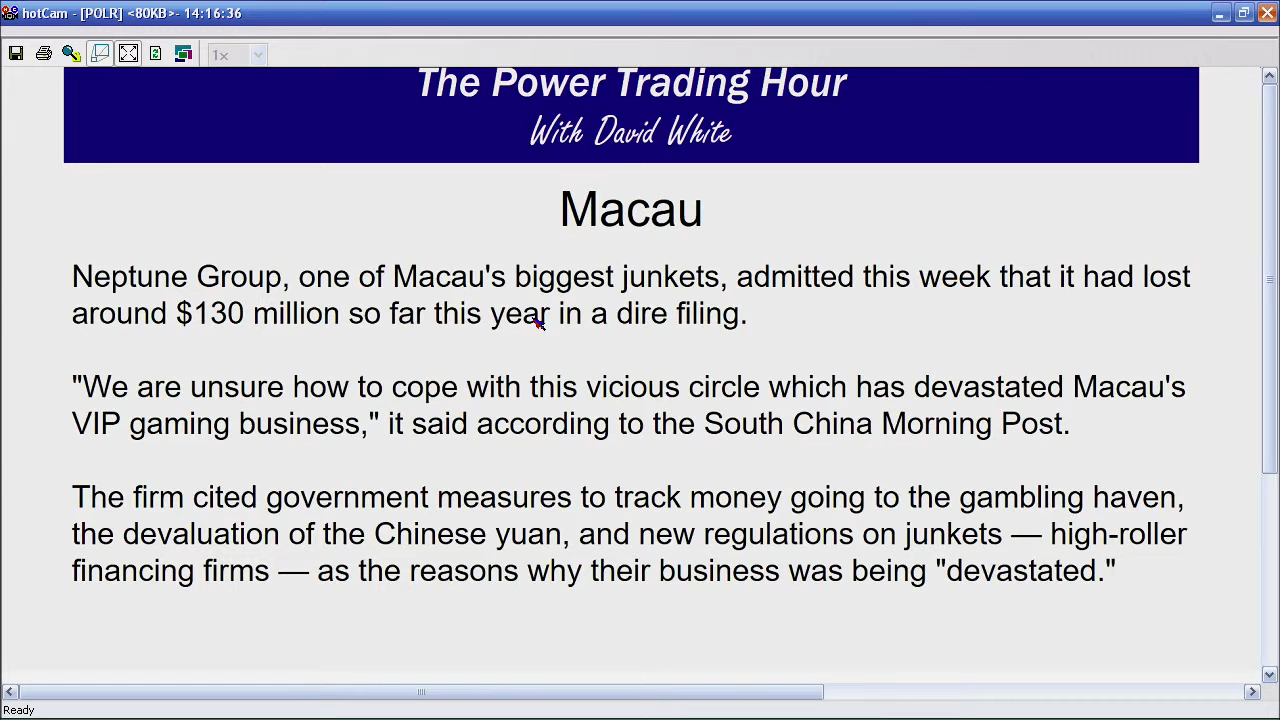 hotCam - [POLR] <80KB>- 14:16:36
1x
The Power Trading Hour
With David White
Macau
Neptune Group, one of Macau's biggest junkets, admitted this week that it had lost
around $130 million so far this year in a dire filing.
"We are unsure how to cope with this vicious circle which has devastated Macau's
VIP gaming business," it said according to the South China Morning Post.
The firm cited government measures to track money going to the gambling haven,
the devaluation of the Chinese yuan, and new regulations on junkets — high-roller
financing firms — as the reasons why their business was being "devastated."
Ready